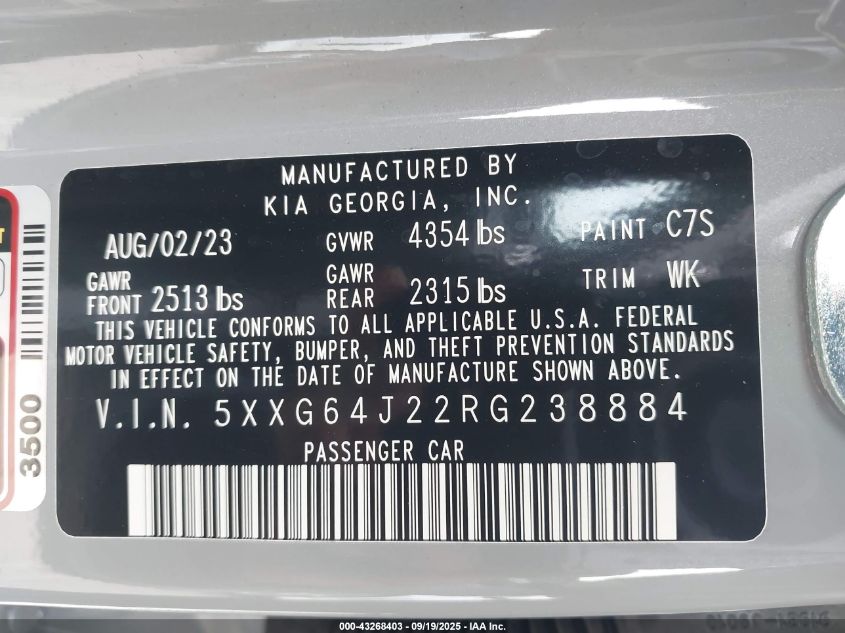 MANUFACTURED BY
KIA GEORGIA, INC.
AUG/02/23 GVWR 4354 lbs PAINT C7S
GAWR FRONT 2513 lbs GAWR REAR 2315 lbs TRIM WK
THIS VEHICLE CONFORMS TO ALL APPLICABLE U.S.A. FEDERAL
MOTOR VEHICLE SAFETY, BUMPER, AND THEFT PREVENTION STANDARDS
IN EFFECT ON THE DATE OF MANUFACTURE SHOWN ABOVE.
V.I.N. 5XXG64J22RG238884
PASSENGER CAR
3500
000-43268403 - 09/19/2025 - IAA Inc.